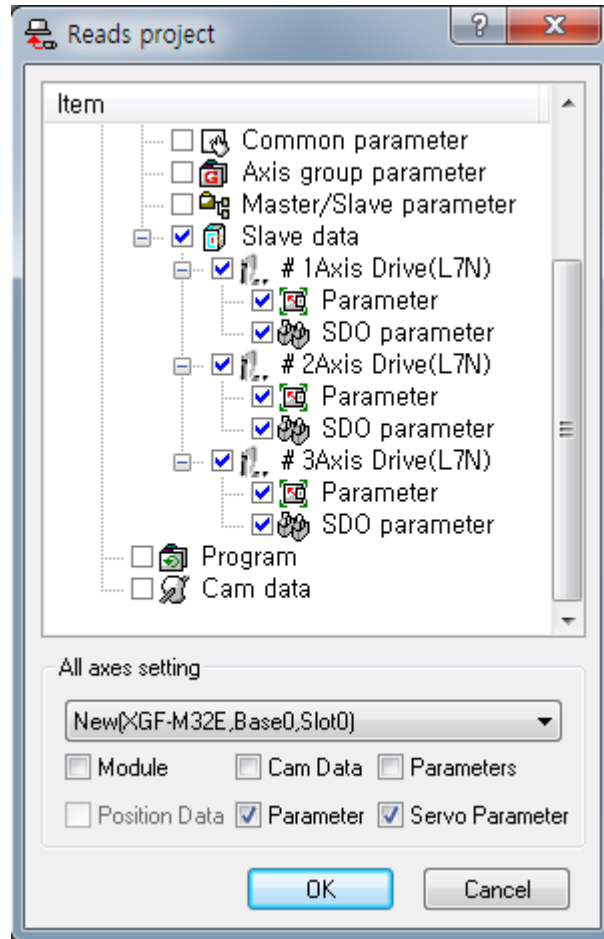 Reads project
Item
Common parameter
Axis group parameter
Master/Slave parameter
Slave data
# 1Axis Drive(L7N)
Parameter
SDO parameter
# 2Axis Drive(L7N)
Parameter
SDO parameter
# 3Axis Drive(L7N)
Parameter
SDO parameter
Program
Cam data
All axes setting
New(XGF-M32E,Base0,Slot0)
Module Cam Data Parameters
Position Data Parameter Servo Parameter
OK Cancel